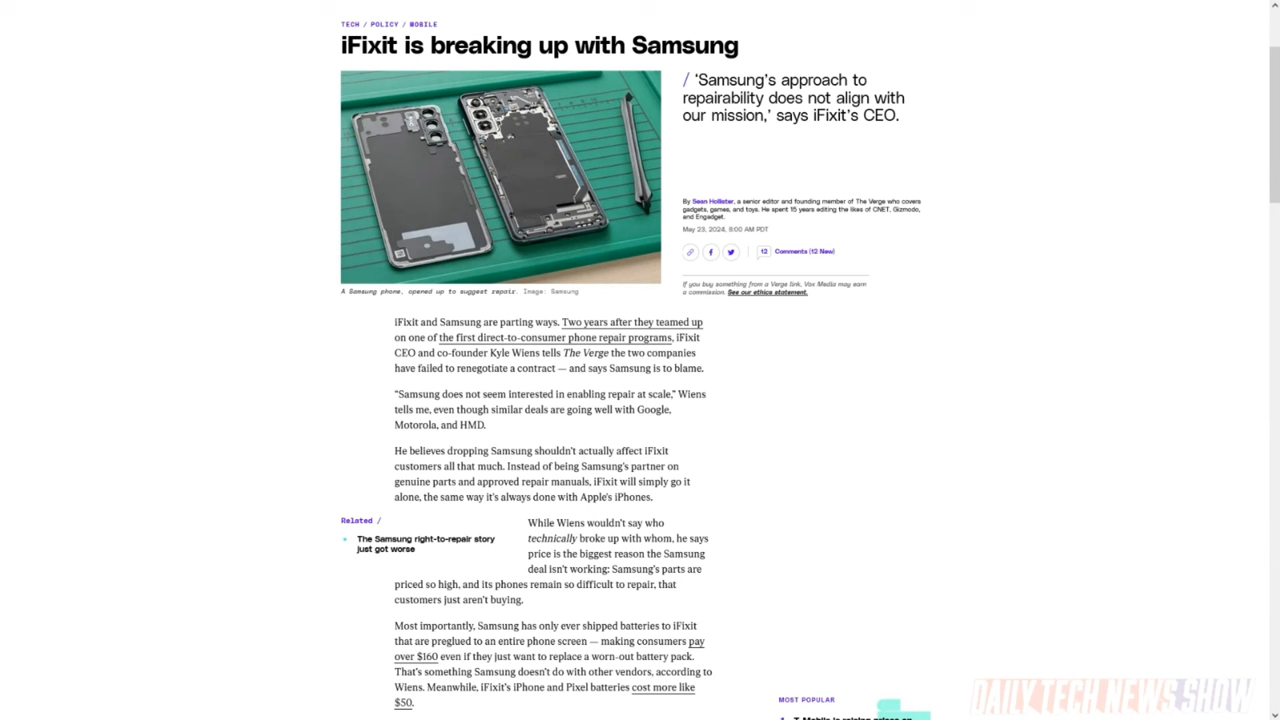 TECH / POLICY / MOBILE
iFixit is breaking up with Samsung
/ ‘Samsung’s approach to
repairability does not align with
our mission,’ says iFixit’s CEO.
By Sean Hollister, a senior editor and founding member of The Verge who covers
gadgets, games, and toys. He spent 15 years editing the likes of CNET, Gizmodo,
and Engadget.
May 23, 2024, 8:00 AM PDT
12 Comments (12 New)
If you buy something from a Verge link, Vox Media may earn
a commission. See our ethics statement.
A Samsung phone, opened up to suggest repair. Image: Samsung
iFixit and Samsung are parting ways. Two years after they teamed up
on one of the first direct-to-consumer phone repair programs, iFixit
CEO and co-founder Kyle Wiens tells The Verge the two companies
have failed to renegotiate a contract — and says Samsung is to blame.
“Samsung does not seem interested in enabling repair at scale,” Wiens
tells me, even though similar deals are going well with Google,
Motorola, and HMD.
He believes dropping Samsung shouldn’t actually affect iFixit
customers all that much. Instead of being Samsung’s partner on
genuine parts and approved repair manuals, iFixit will simply go it
alone, the same way it’s always done with Apple’s iPhones.
Related /
The Samsung right-to-repair story
just got worse
While Wiens wouldn’t say who
technically broke up with whom, he says
price is the biggest reason the Samsung
deal isn’t working: Samsung’s parts are
priced so high, and its phones remain so difficult to repair, that
customers just aren’t buying.
Most importantly, Samsung has only ever shipped batteries to iFixit
that are preglued to an entire phone screen — making consumers pay
over $160 even if they just want to replace a worn-out battery pack.
That’s something Samsung doesn’t do with other vendors, according to
Wiens. Meanwhile, iFixit’s iPhone and Pixel batteries cost more like
$50.
MOST POPULAR
T-Mobile is raising prices on
DAILY TECH NEWS SHOW